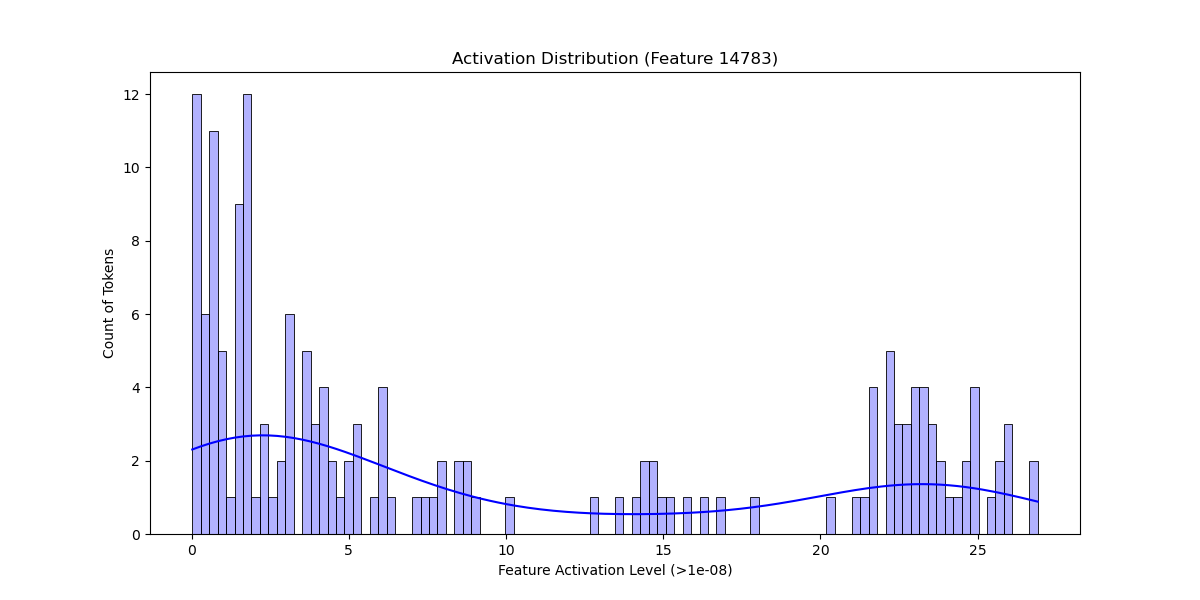 Activation Distribution (Feature 14783)
12
10
8
6
4
2
0
Count of Tokens
0 5 10 15 20 25
Feature Activation Level (>1e-08)